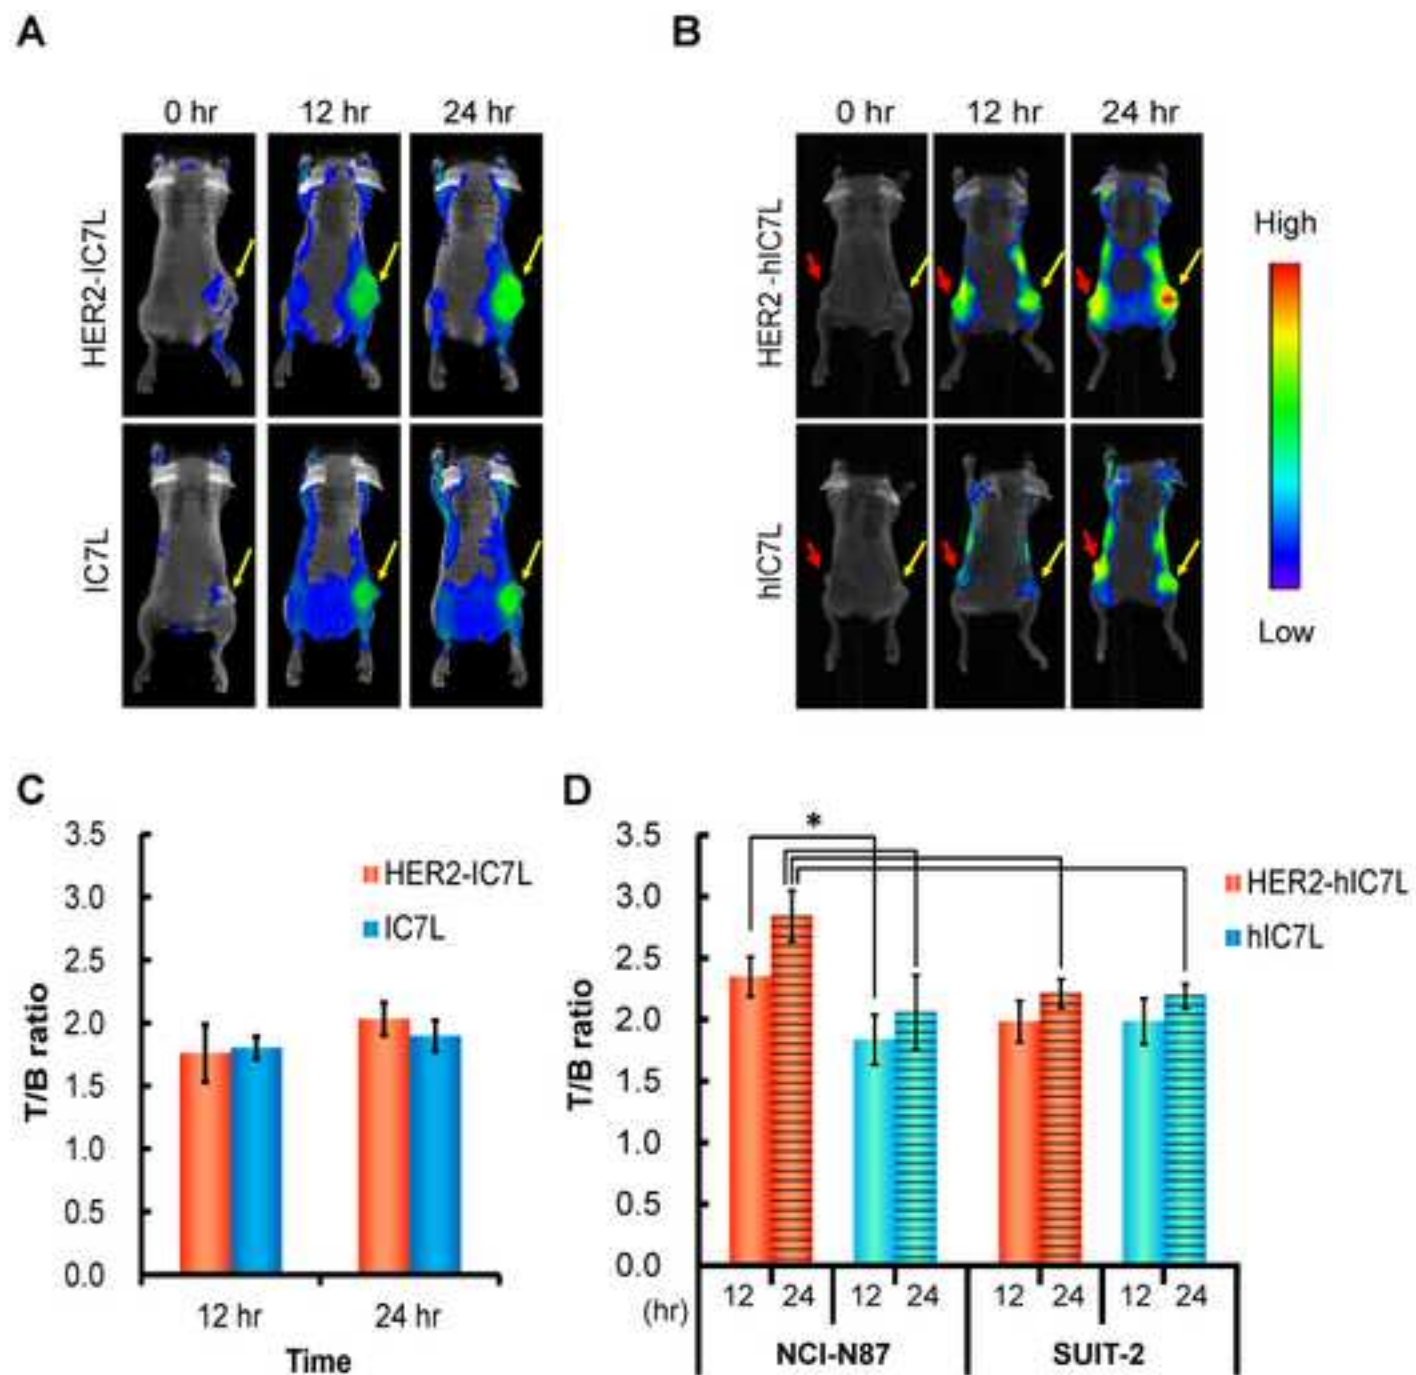 A
B
0 hr 12 hr 24 hr
0 hr 12 hr 24 hr
HER2-IC7L
IC7L
HER2 -hIC7L
hIC7L
High
Low
C
3.5
3.0
2.5
2.0
1.5
1.0
0.5
0.0
T/B ratio
HER2-IC7L
IC7L
12 hr 24 hr
Time
D
3.5
3.0
2.5
2.0
1.5
1.0
0.5
0.0
T/B ratio
*
HER2-hIC7L
hIC7L
(hr) 12 24 12 24 12 24 12 24
NCI-N87 SUIT-2